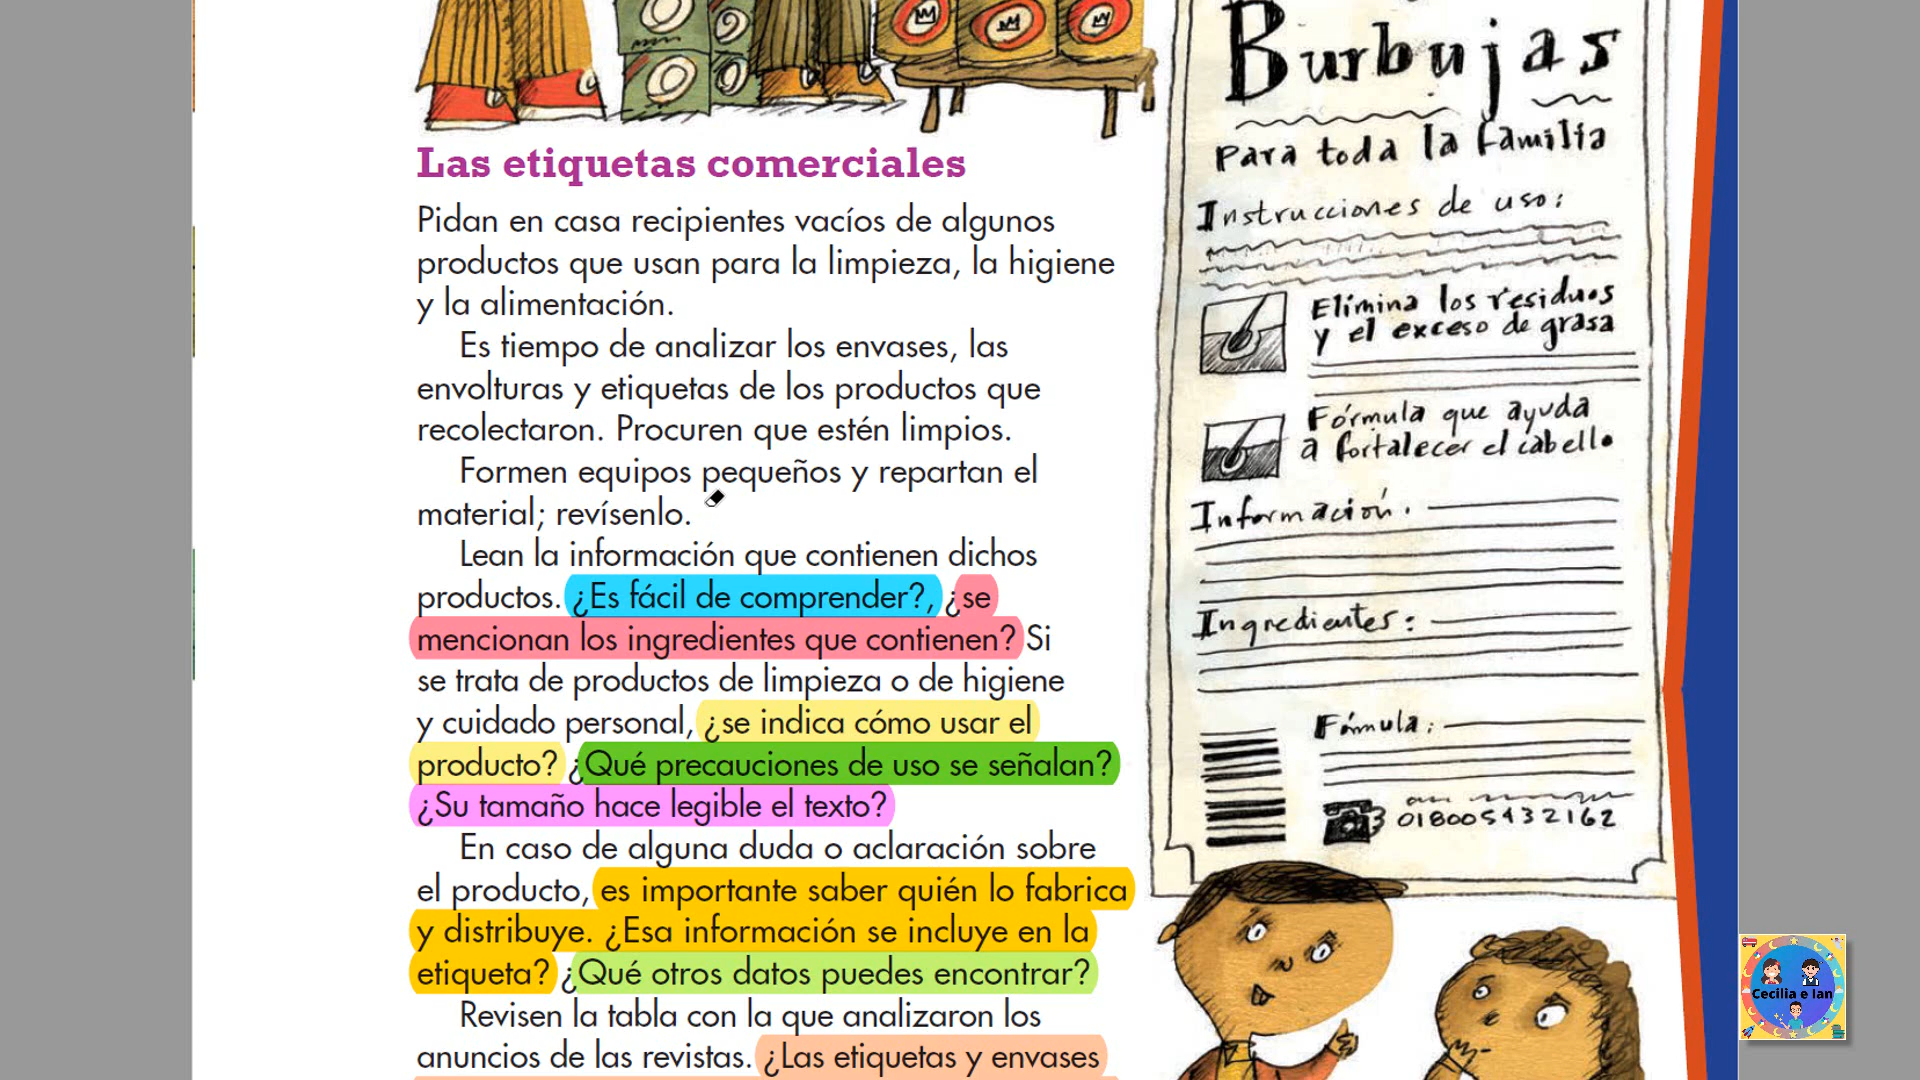 Las etiquetas comerciales
Pidan en casa recipientes vacíos de algunos
productos que usan para la limpieza, la higiene
y la alimentación.
Es tiempo de analizar los envases, las
envolturas y etiquetas de los productos que
recolectaron. Procuren que estén limpios.
Formen equipos pequeños y repartan el
material; revísenlo.
Lean la información que contienen dichos
productos. ¿Es fácil de comprender?, ¿se
mencionan los ingredientes que contienen? Si
se trata de productos de limpieza o de higiene
y cuidado personal, ¿se indica cómo usar el
producto? ¿Qué precauciones de uso se señalan?
¿Su tamaño hace legible el texto?
En caso de alguna duda o aclaración sobre
el producto, es importante saber quién lo fabrica
y distribuye. ¿Esa información se incluye en la
etiqueta? ¿Qué otros datos puedes encontrar?
Revisen la tabla con la que analizaron los
anuncios de las revistas. ¿Las etiquetas y envases
Burbujas
Para toda la familia
Instrucciones de uso:
Elimina los residuos
y el exceso de grasa
Fórmula que ayuda
a fortalecer el cabello
Información.
Ingredientes:
Fórmula:
018005432162
Cecilia e Ian